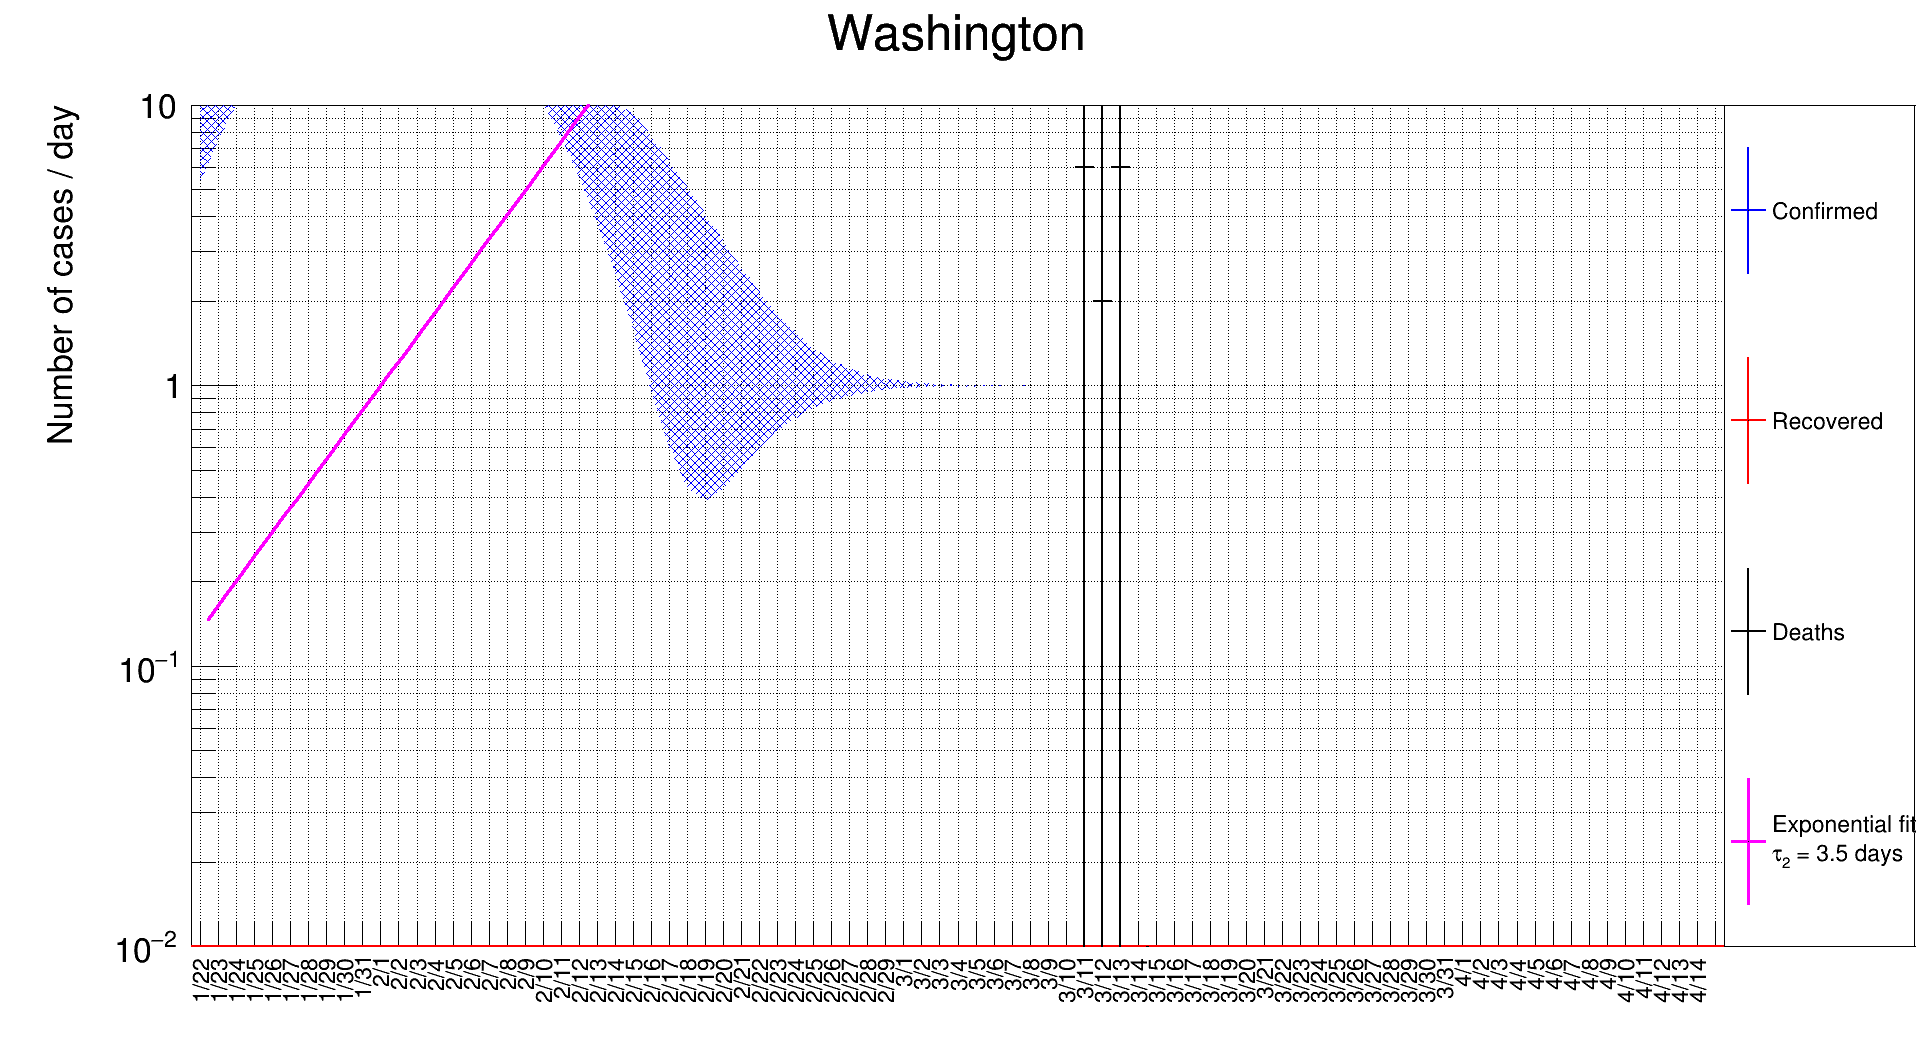 Washington
Number of cases / day
10
1
10⁻¹
10⁻²
1/22 1/23 1/24 1/25 1/26 1/27 1/28 1/29 1/30 1/31 2/1 2/2 2/3 2/4 2/5 2/6 2/7 2/8 2/9 2/10 2/11 2/12 2/13 2/14 2/15 2/16 2/17 2/18 2/19 2/20 2/21 2/22 2/23 2/24 2/25 2/26 2/27 2/28 2/29 3/1 3/2 3/3 3/4 3/5 3/6 3/7 3/8 3/9 3/10 3/11 3/12 3/13 3/14 3/15 3/16 3/17 3/18 3/19 3/20 3/21 3/22 3/23 3/24 3/25 3/26 3/27 3/28 3/29 3/30 3/31 4/1 4/2 4/3 4/4 4/5 4/6 4/7 4/8 4/9 4/10 4/11 4/12 4/13 4/14
Confirmed
Recovered
Deaths
Exponential fit
τ₂ = 3.5 days